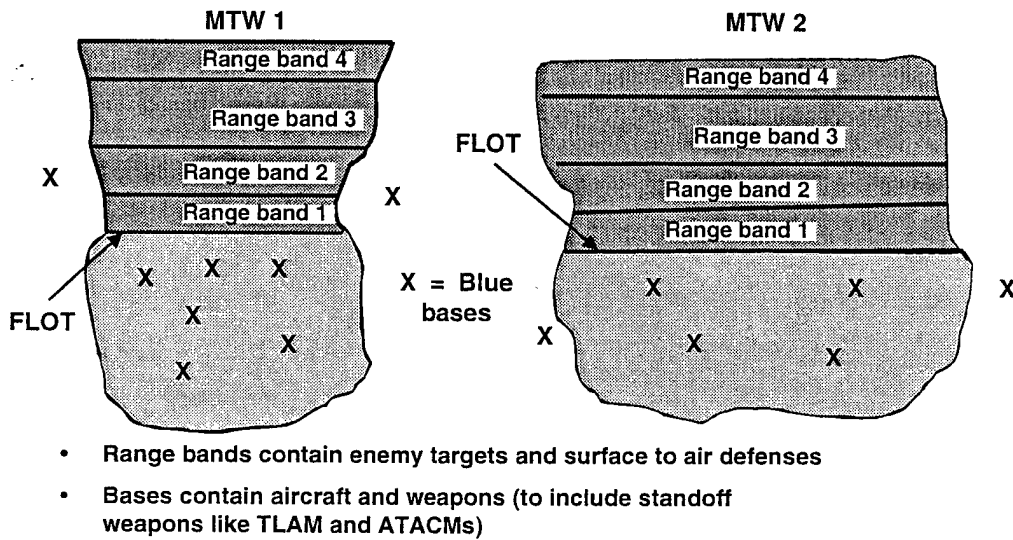 MTW 1
Range band 4
Range band 3
Range band 2
Range band 1
X
X
X
X
X
X
X
X
FLOT
X = Blue
bases
MTW 2
Range band 4
Range band 3
Range band 2
Range band 1
FLOT
X
X
X
X
X
X
• Range bands contain enemy targets and surface to air defenses
• Bases contain aircraft and weapons (to include standoff
weapons like TLAM and ATACMs)